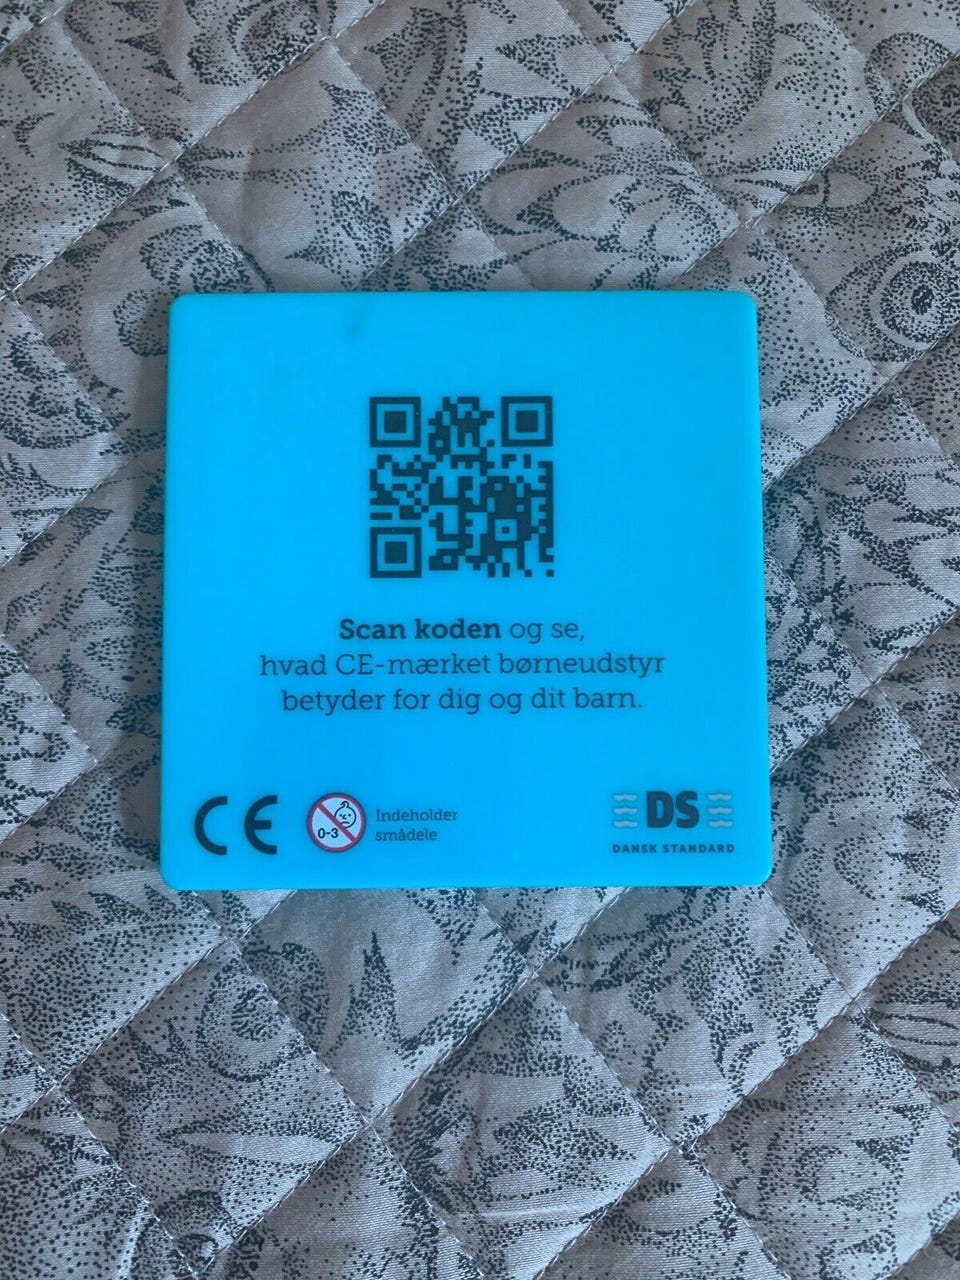 Scan koden og se,
hvad CE-mærket børneudstyr
betyder for dig og dit barn.
CE
0-3
Indeholder
smådele
DS
DANSK STANDARD